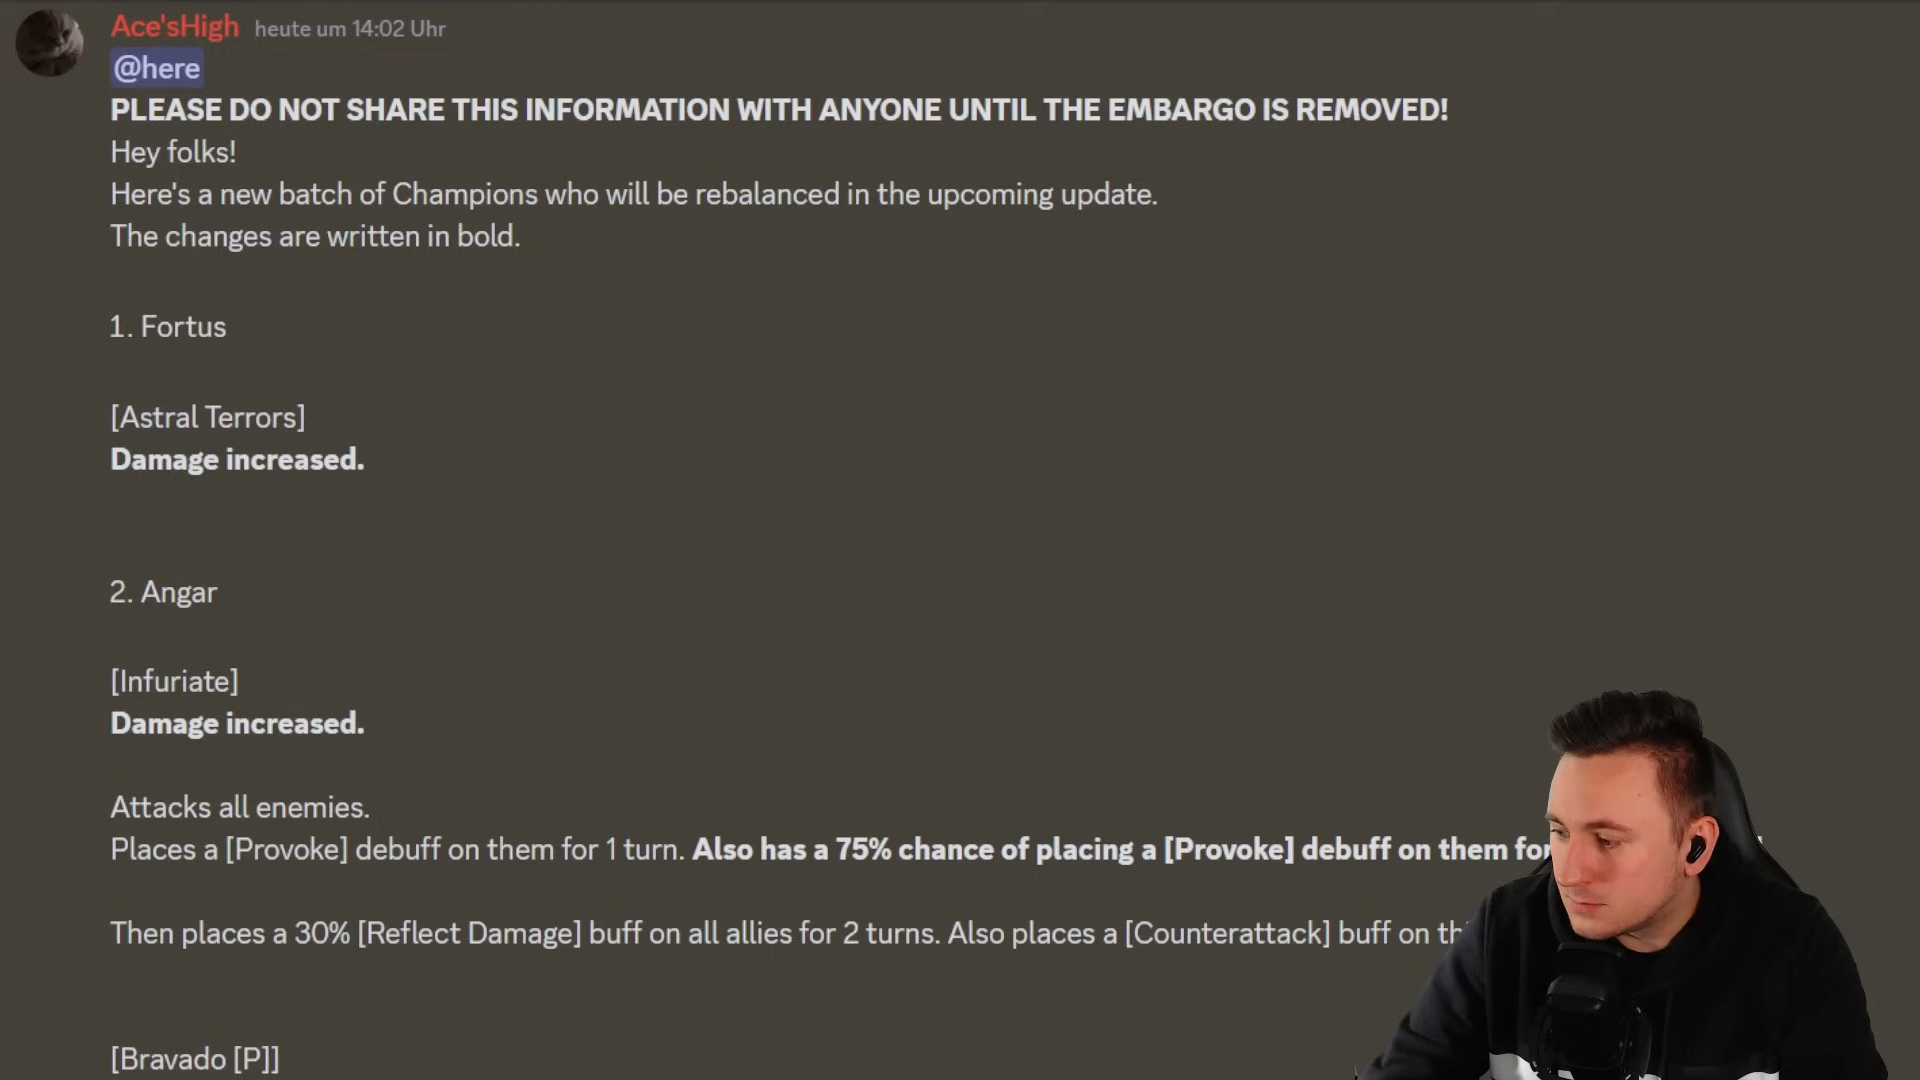 Ace'sHigh heute um 14:02 Uhr
@here
PLEASE DO NOT SHARE THIS INFORMATION WITH ANYONE UNTIL THE EMBARGO IS REMOVED!
Hey folks!
Here's a new batch of Champions who will be rebalanced in the upcoming update.
The changes are written in bold.
1. Fortus
[Astral Terrors]
Damage increased.
2. Angar
[Infuriate]
Damage increased.
Attacks all enemies.
Places a [Provoke] debuff on them for 1 turn. Also has a 75% chance of placing a [Provoke] debuff on them for
Then places a 30% [Reflect Damage] buff on all allies for 2 turns. Also places a [Counterattack] buff on
[Bravado [P]]